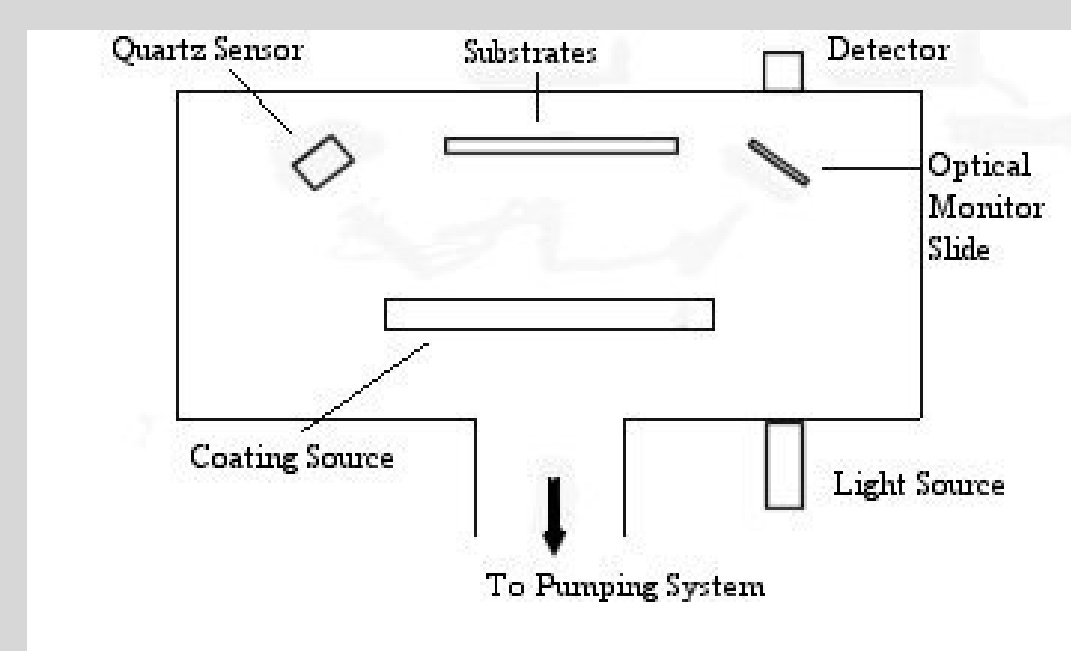 Quartz Sensor
Substrates
Detector
Optical
Monitor
Slide
Coating Source
Light Source
To Pumping System